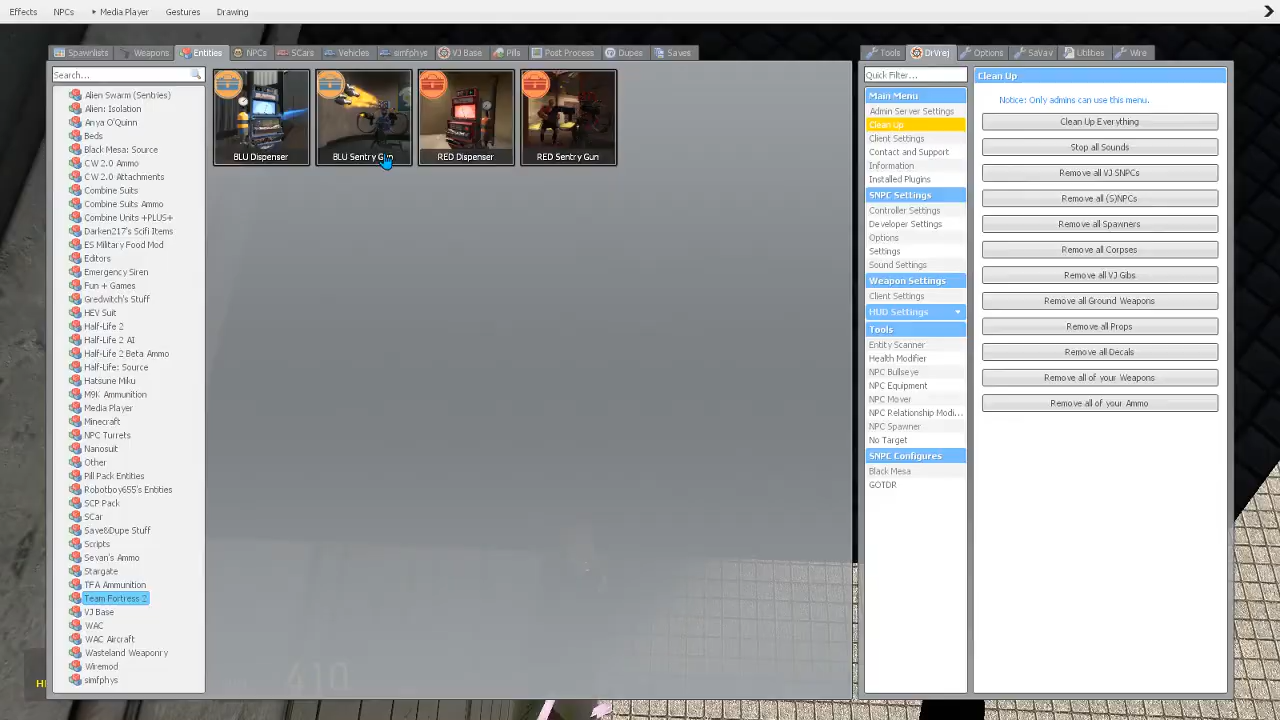 Effects NPCs Media Player Gestures Drawing
Spawnlists Weapons Entities NPCs SCars Vehicles simfphys VJ Base Pills Post Process Dupes Saves
Search...
Alien Swarm (Sentries)
Alien: Isolation
Anya O'Quinn
Beds
Black Mesa: Source
CW 2.0 Ammo
CW 2.0 Attachments
Combine Suits
Combine Suits Ammo
Combine Units +PLUS+
Darken217's Scifi Items
ES Military Food Mod
Editors
Emergency Siren
Fun + Games
Gredwitch's Stuff
HEV Suit
Half-Life 2
Half-Life 2 AI
Half-Life 2 Beta Ammo
Half-Life: Source
Hatsune Miku
M9K Ammunition
Media Player
Minecraft
NPC Turrets
Nanosuit
Other
Pill Pack Entities
Robotboy655's Entities
SCP Pack
SCar
Save&Dupe Stuff
Scripts
Sevan's Ammo
Stargate
TFA Ammunition
Team Fortress 2
VJ Base
WAC
WAC Aircraft
Wasteland Weaponry
Wiremod
simfphys
BLU Dispenser
BLU Sentry Gun
RED Dispenser
RED Sentry Gun
410
Tools DrVrej Options SaVav Utilities Wire
Quick Filter...
Main Menu
Admin Server Settings
Clean Up
Client Settings
Contact and Support
Information
Installed Plugins
SNPC Settings
Controller Settings
Developer Settings
Options
Settings
Sound Settings
Weapon Settings
Client Settings
HUD Settings
Tools
Entity Scanner
Health Modifier
NPC Bullseye
NPC Equipment
NPC Mover
NPC Relationship Modi...
NPC Spawner
No Target
SNPC Configures
Black Mesa
GOTDR
Clean Up
Notice: Only admins can use this menu.
Clean Up Everything
Stop all Sounds
Remove all VJ SNPCs
Remove all (S)NPCs
Remove all Spawners
Remove all Corpses
Remove all VJ Gibs
Remove all Ground Weapons
Remove all Props
Remove all Decals
Remove all of your Weapons
Remove all of your Ammo